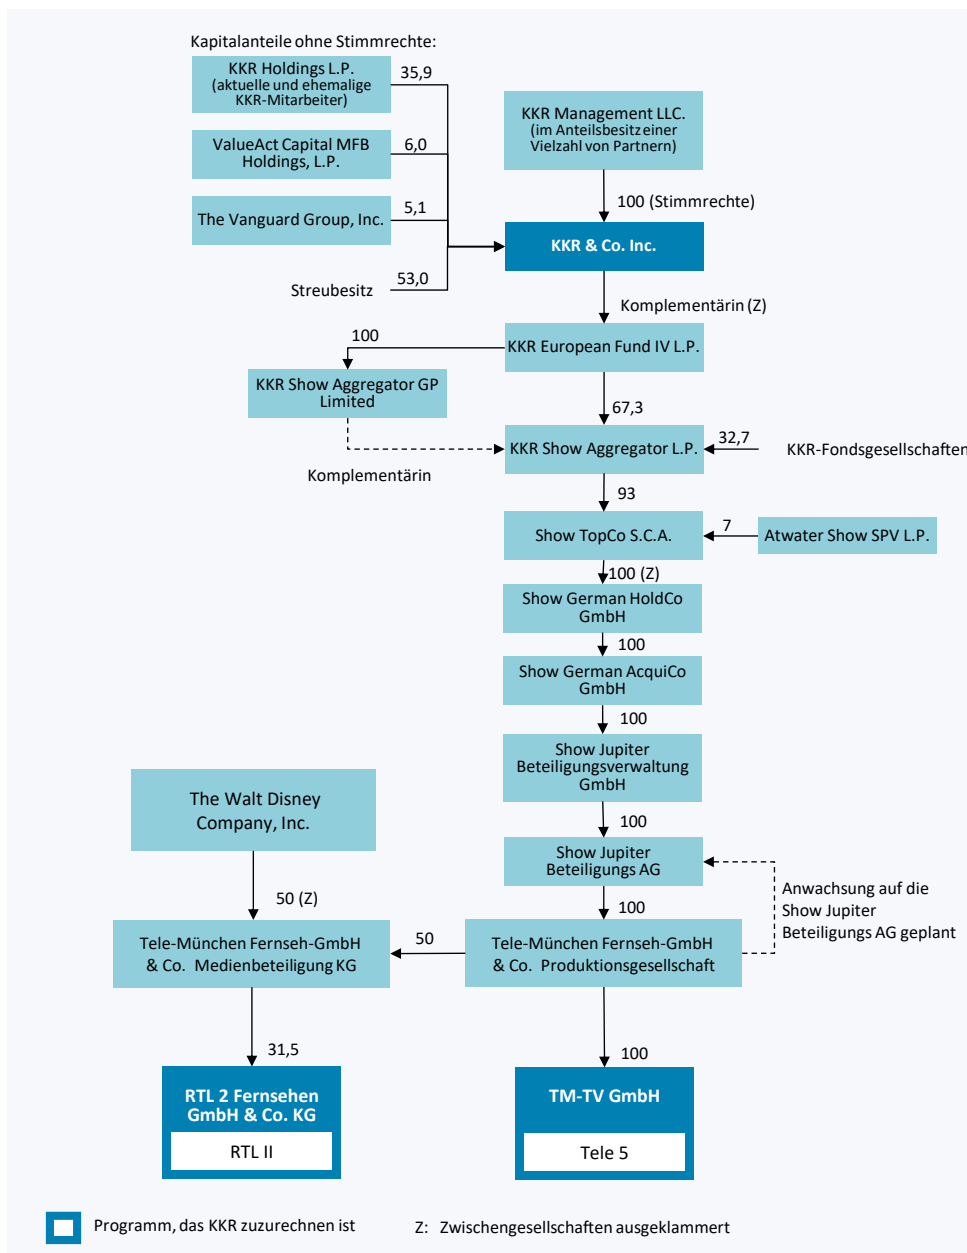 Kapitalanteile ohne Stimmrechte:
KKR Holdings L.P.
(aktuelle und ehemalige
KKR-Mitarbeiter)
35,9
KKR Management LLC.
(im Anteilsbesitz einer
Vielzahl von Partnern)
ValueAct Capital MFB
Holdings, L.P.
6,0
The Vanguard Group, Inc.
5,1
100 (Stimmrechte)
KKR & Co. Inc.
Streubesitz
53,0
Komplementärin (Z)
100
KKR European Fund IV L.P.
KKR Show Aggregator GP
Limited
67,3
KKR Show Aggregator L.P.
32,7
KKR-Fondsgesellschaften
Komplementärin
93
Show TopCo S.C.A.
7
Atwater Show SPV L.P.
100 (Z)
Show German HoldCo
GmbH
100
Show German AcquiCo
GmbH
100
Show Jupiter
Beteiligungsverwaltung
GmbH
The Walt Disney
Company, Inc.
100
Show Jupiter
Beteiligungs AG
Anwachsung auf die
Show Jupiter
Beteiligungs AG geplant
50 (Z)
100
Tele-München Fernseh-GmbH
& Co. Medienbeteiligung KG
50
Tele-München Fernseh-GmbH
& Co. Produktionsgesellschaft
31,5
100
RTL 2 Fernsehen
GmbH & Co. KG
RTL II
TM-TV GmbH
Tele 5
Programm, das KKR zuzurechnen ist
Z: Zwischengesellschaften ausgeklammert